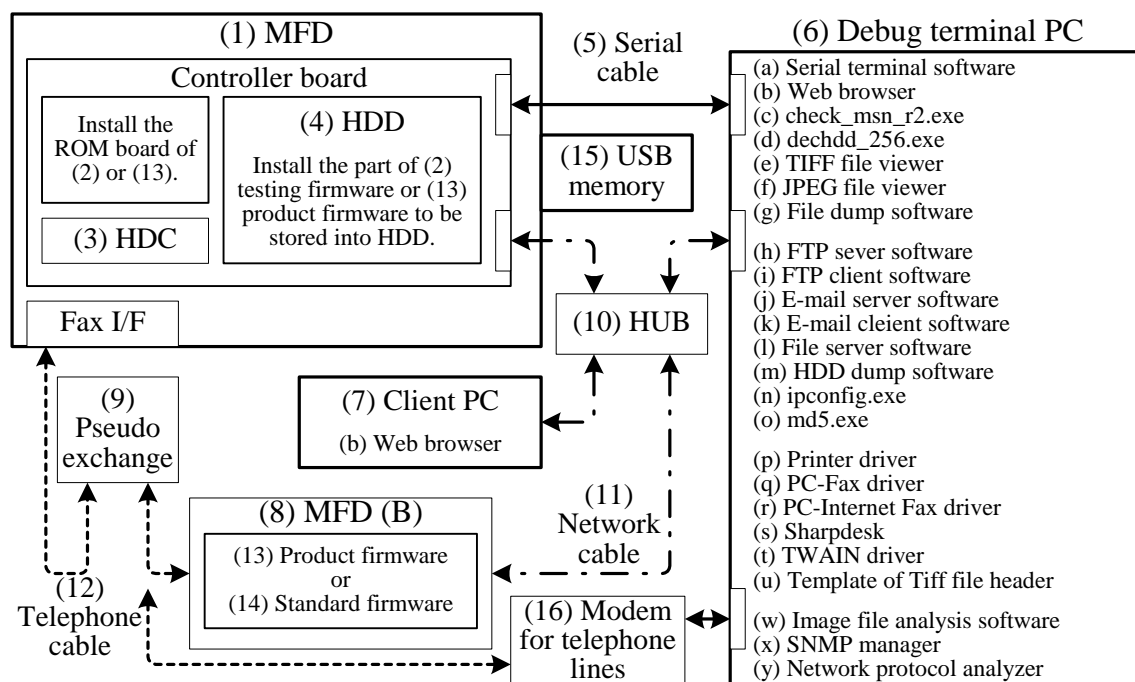 (1) MFD
Controller board
Install the
ROM board of
(2) or (13).
(3) HDC
(4) HDD
Install the part of (2)
testing firmware or (13)
product firmware to be
stored into HDD.
Fax I/F
(5) Serial
cable
(15) USB
memory
(10) HUB
(7) Client PC
(b) Web browser
(9)
Pseudo
exchange
(8) MFD (B)
(13) Product firmware
or
(14) Standard firmware
(11)
Network
cable
(12)
Telephone
cable
(16) Modem
for telephone
lines
(6) Debug terminal PC
(a) Serial terminal software
(b) Web browser
(c) check_msn_r2.exe
(d) dechdd_256.exe
(e) TIFF file viewer
(f) JPEG file viewer
(g) File dump software
(h) FTP sever software
(i) FTP client software
(j) E-mail server software
(k) E-mail cleient software
(l) File server software
(m) HDD dump software
(n) ipconfig.exe
(o) md5.exe
(p) Printer driver
(q) PC-Fax driver
(r) PC-Internet Fax driver
(s) Sharpdesk
(t) TWAIN driver
(u) Template of Tiff file header
(w) Image file analysis software
(x) SNMP manager
(y) Network protocol analyzer